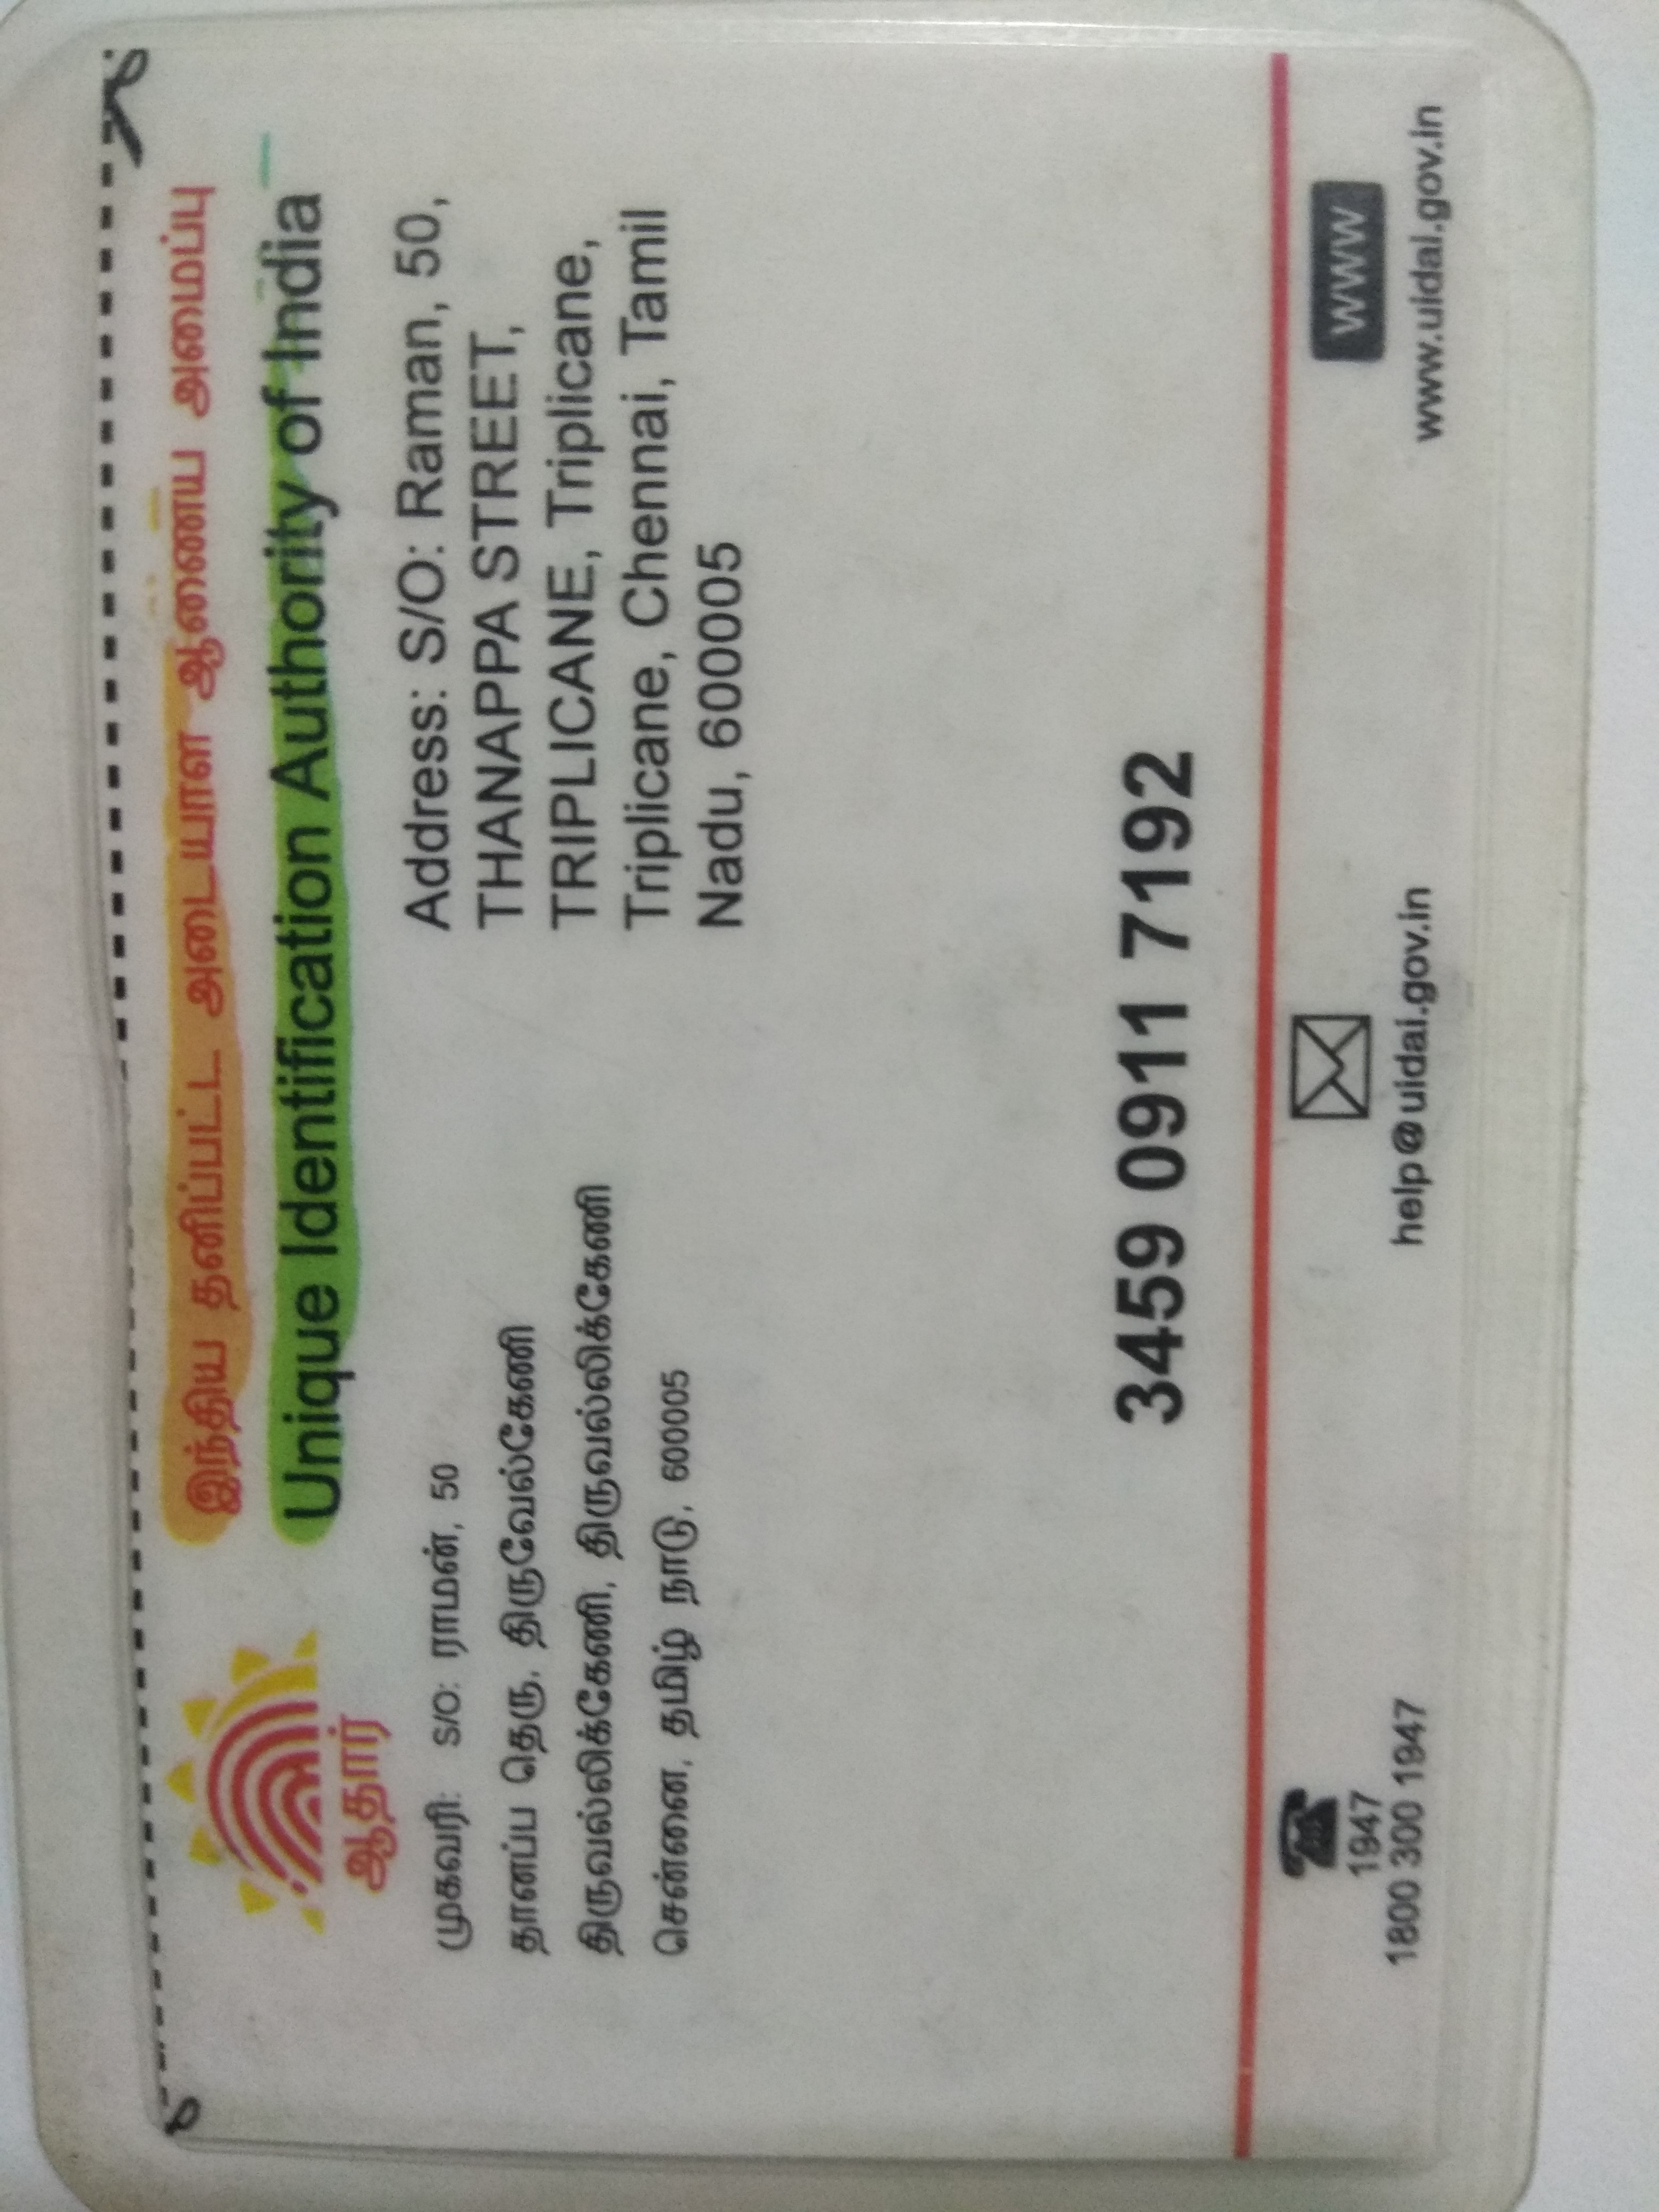 இந்திய தனிப்பட்ட அடையாள ஆணைய அமைப்பு
Unique Identification Authority of India
ஆதார்
முகவரி: S/O: ராமன், 50
தானப்ப தெரு, திருவேல்கேணி
திருவல்லிக்கேணி, திருவல்லிக்கேணி
சென்னை, தமிழ் நாடு, 600005
Address: S/O: Raman, 50,
THANAPPA STREET,
TRIPLICANE, Triplicane,
Triplicane, Chennai, Tamil
Nadu, 600005
3459 0911 7192
1947
1800 300 1947
help@uidai.gov.in
WWW
www.uidai.gov.in